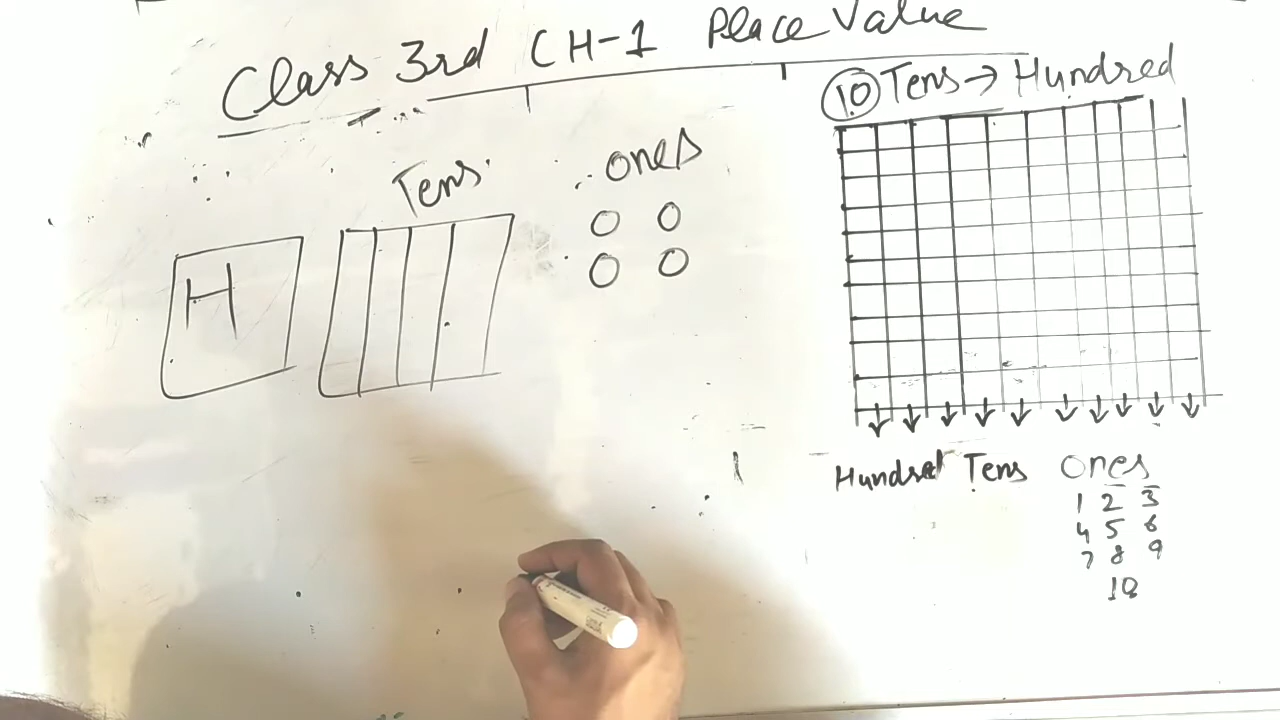 Class 3rd CH-1 Place Value
Tens
ones
H
10 Tens → Hundred
Hundred Tens Ones
1 2 3
4 5 6
7 8 9
10